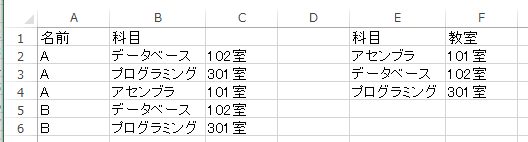 A B C D E F
1 名前 科目 科目 教室
2 A データベース 102室 アセンブラ 101室
3 A プログラミング 301室 データベース 102室
4 A アセンブラ 101室 プログラミング 301室
5 B データベース 102室
6 B プログラミング 301室